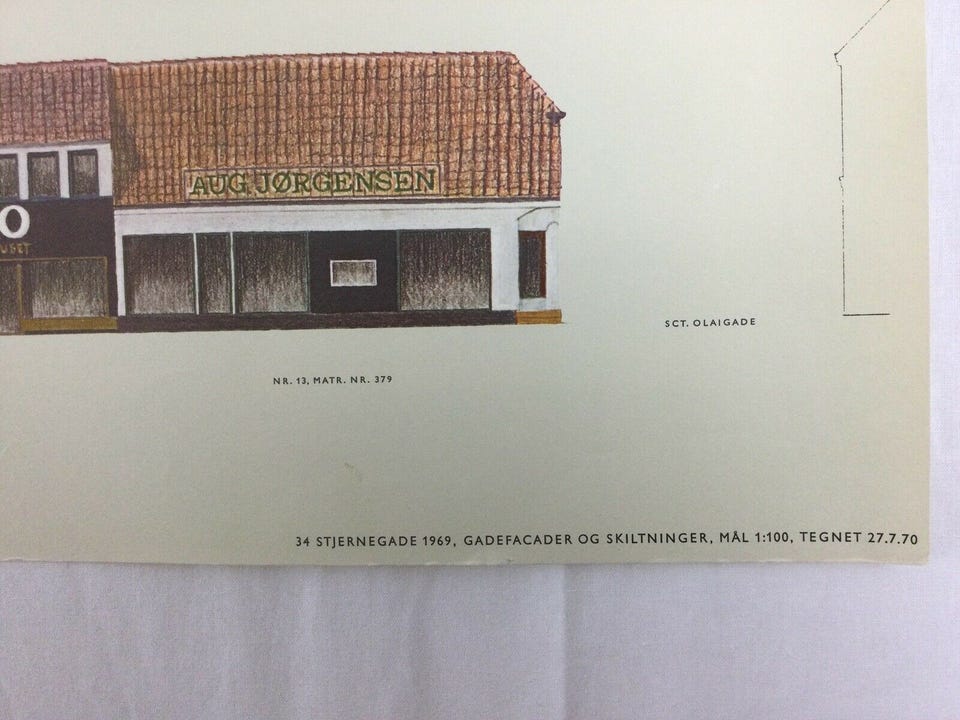 AUG JØRGENSEN
O
SCT. OLAIGADE
NR. 13, MATR. NR. 379
34 STJERNEGADE 1969, GADEFACADER OG SKILTNINGER, MÅL 1:100, TEGNET 27.7.70